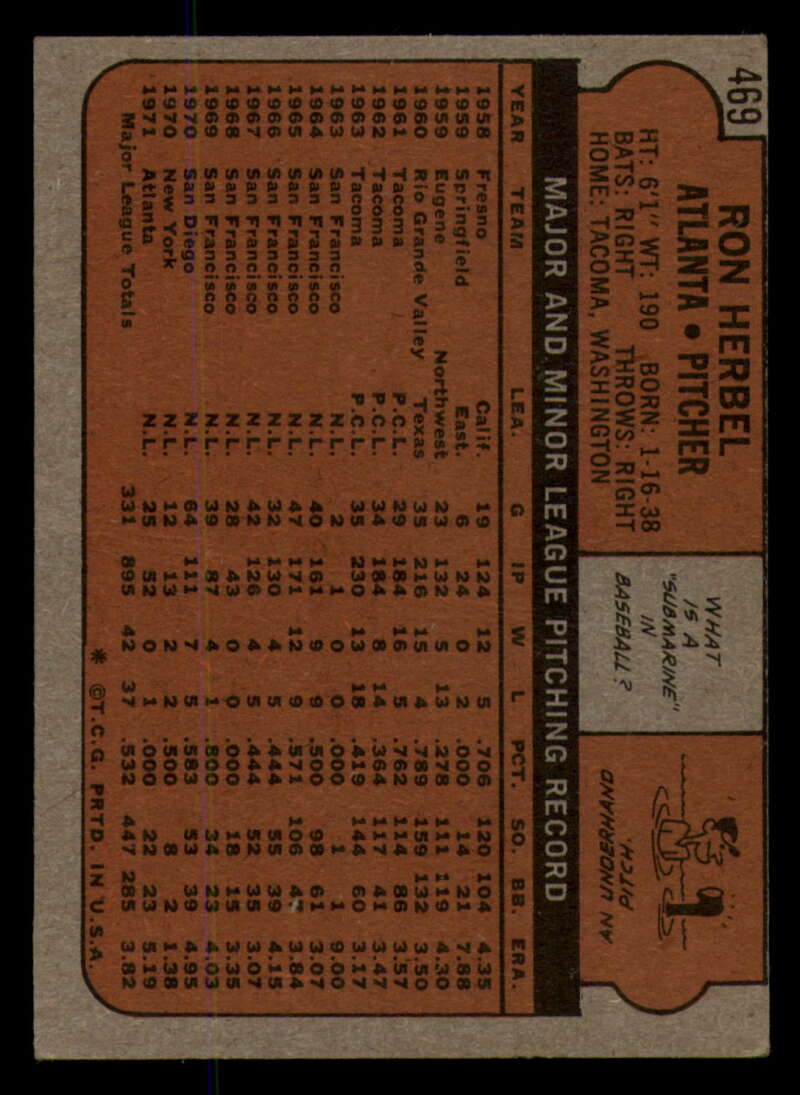 469
RON HERBEL
ATLANTA • PITCHER
HT: 6'1" WT: 190 BORN: 1-16-38
BATS: RIGHT THROWS: RIGHT
HOME: TACOMA, WASHINGTON
WHAT
IS A
"SUBMARINE"
IN
BASEBALL?
AN UNDERHAND
PITCH.
MAJOR AND MINOR LEAGUE PITCHING RECORD
YEAR TEAM LEA. G IP W L PCT. SO. BB. ERA.
1958 Fresno Calif. 19 124 12 5 .706 120 104 4.35
1959 Springfield East. 6 24 0 2 .000 14 21 7.88
1959 Eugene Northwest 23 132 5 13 .278 111 119 4.30
1960 Rio Grande Valley Texas 35 216 15 4 .789 159 132 3.50
1961 Tacoma P.C.L. 29 184 16 5 .762 114 86 3.57
1962 Tacoma P.C.L. 34 184 8 14 .364 117 41 3.47
1963 Tacoma P.C.L. 35 230 13 18 .419 144 60 3.17
1963 San Francisco N.L. 2 1 0 0 .000 1 1 9.00
1964 San Francisco N.L. 40 161 9 9 .500 98 61 3.07
1965 San Francisco N.L. 47 171 12 9 .571 106 47 3.84
1966 San Francisco N.L. 32 130 4 5 .444 55 39 4.15
1967 San Francisco N.L. 42 126 4 5 .444 52 35 3.07
1968 San Francisco N.L. 28 43 0 0 .000 18 15 3.35
1969 San Francisco N.L. 39 87 4 1 .800 34 23 4.03
1970 San Diego N.L. 64 111 7 5 .583 53 39 4.95
1970 New York N.L. 12 13 2 2 .500 8 2 1.38
1971 Atlanta N.L. 25 52 0 1 .000 22 23 5.19
Major League Totals 331 895 42 37 .532 447 285 3.82
* ©T.C.G. PRTD. IN U.S.A.